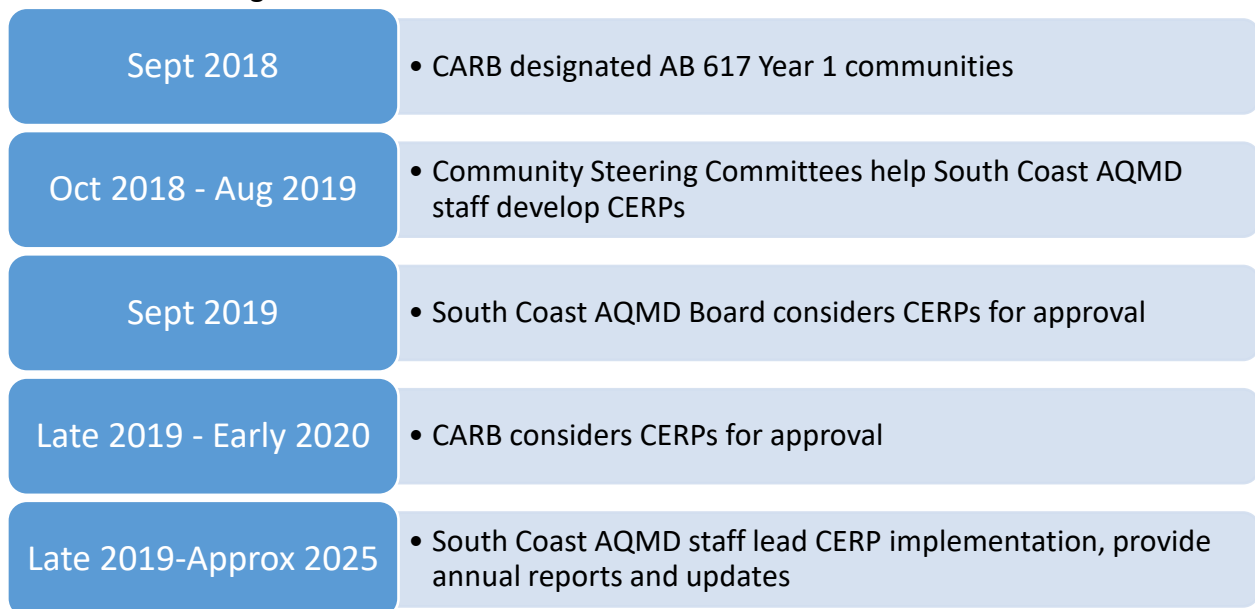 Sept 2018
• CARB designated AB 617 Year 1 communities
Oct 2018 - Aug 2019
• Community Steering Committees help South Coast AQMD
staff develop CERPs
Sept 2019
• South Coast AQMD Board considers CERPs for approval
Late 2019 - Early 2020
• CARB considers CERPs for approval
Late 2019-Approx 2025
• South Coast AQMD staff lead CERP implementation, provide
annual reports and updates